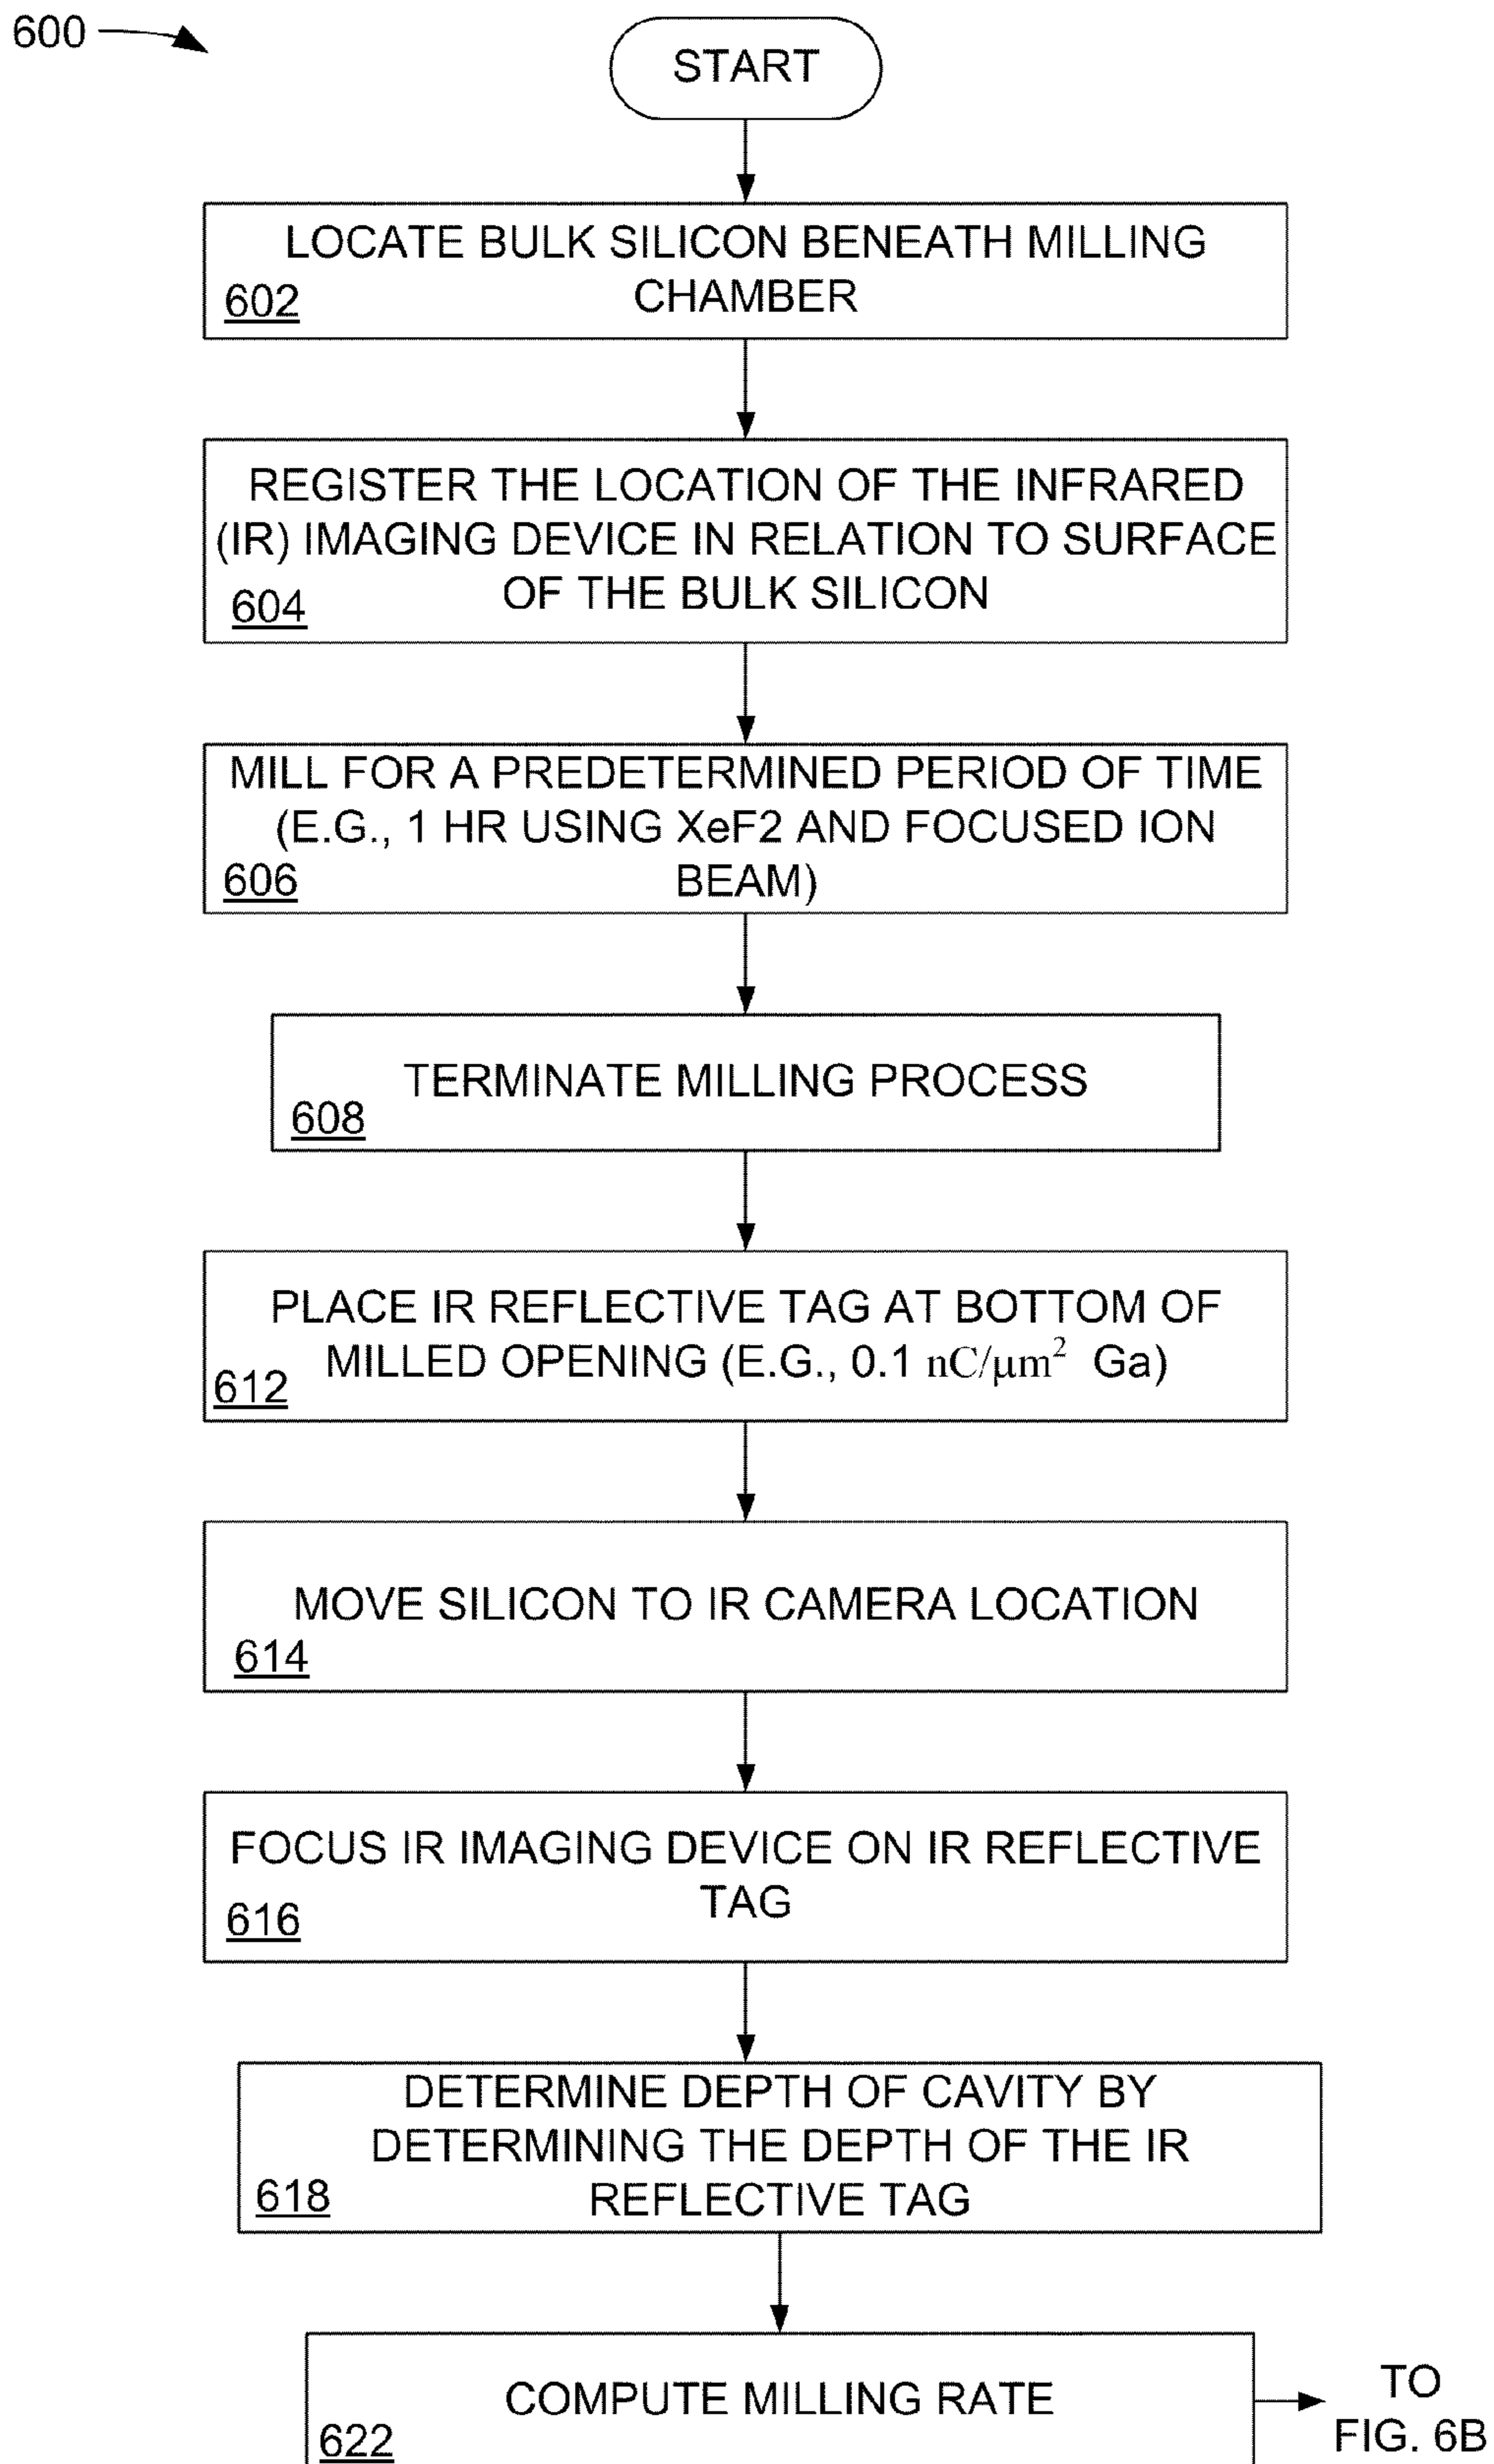 600
START
LOCATE BULK SILICON BENEATH MILLING
CHAMBER
602
REGISTER THE LOCATION OF THE INFRARED
(IR) IMAGING DEVICE IN RELATION TO SURFACE
OF THE BULK SILICON
604
MILL FOR A PREDETERMINED PERIOD OF TIME
(E.G., 1 HR USING XeF2 AND FOCUSED ION
BEAM)
606
TERMINATE MILLING PROCESS
608
PLACE IR REFLECTIVE TAG AT BOTTOM OF
MILLED OPENING (E.G., 0.1 nC/μm² Ga)
612
MOVE SILICON TO IR CAMERA LOCATION
614
FOCUS IR IMAGING DEVICE ON IR REFLECTIVE
TAG
616
DETERMINE DEPTH OF CAVITY BY
DETERMINING THE DEPTH OF THE IR
REFLECTIVE TAG
618
COMPUTE MILLING RATE
622
TO
FIG. 6B